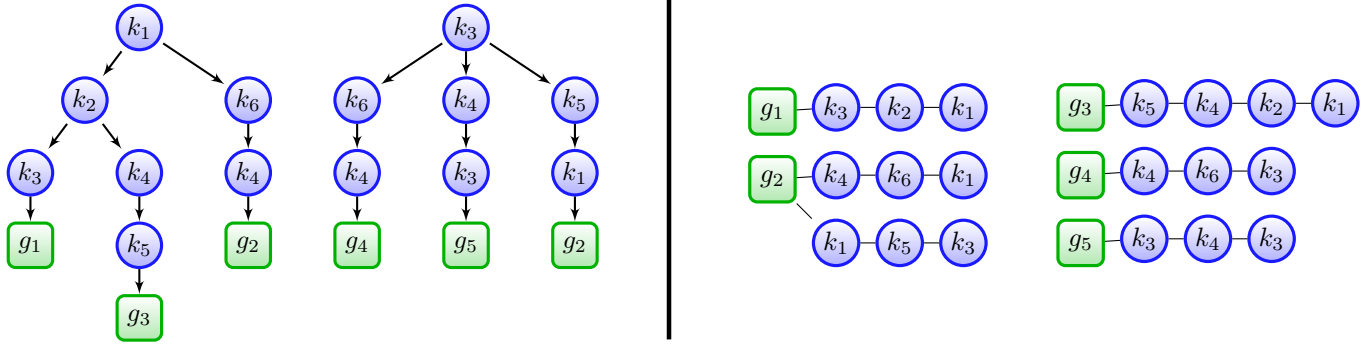 k₁ k₃
k₂ k₆ k₆ k₄ k₅
k₃ k₄ k₄ k₄ k₃ k₁
g₁ k₅ g₂ g₄ g₅ g₂
g₃
g₁ k₃ k₂ k₁
g₂ k₄ k₆ k₁
k₁ k₅ k₃
g₃ k₅ k₄ k₂ k₁
g₄ k₄ k₆ k₃
g₅ k₃ k₄ k₃